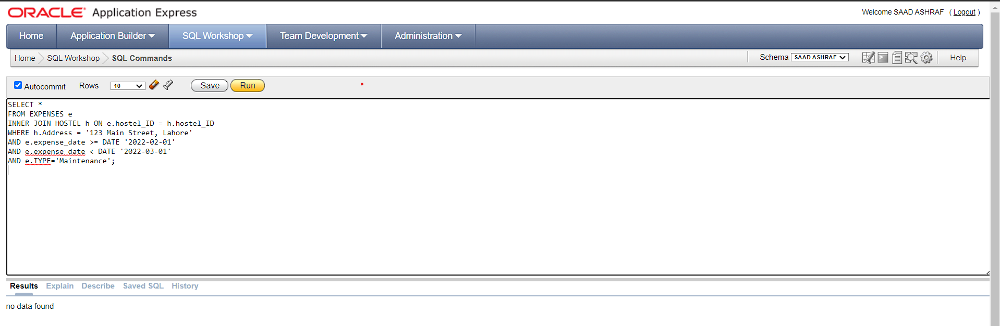 ORACLE® Application Express
Welcome SAAD ASHRAF ( Logout )
Home Application Builder SQL Workshop Team Development Administration
Home SQL Workshop SQL Commands Schema SAAD ASHRAF Help
Autocommit Rows 10 Save Run
SELECT *
FROM EXPENSES e
INNER JOIN HOSTEL h ON e.hostel_ID = h.hostel_ID
WHERE h.Address = '123 Main Street, Lahore'
AND e.expense_date >= DATE '2022-02-01'
AND e.expense_date < DATE '2022-03-01'
AND e.TYPE='Maintenance';
Results Explain Describe Saved SQL History
no data found